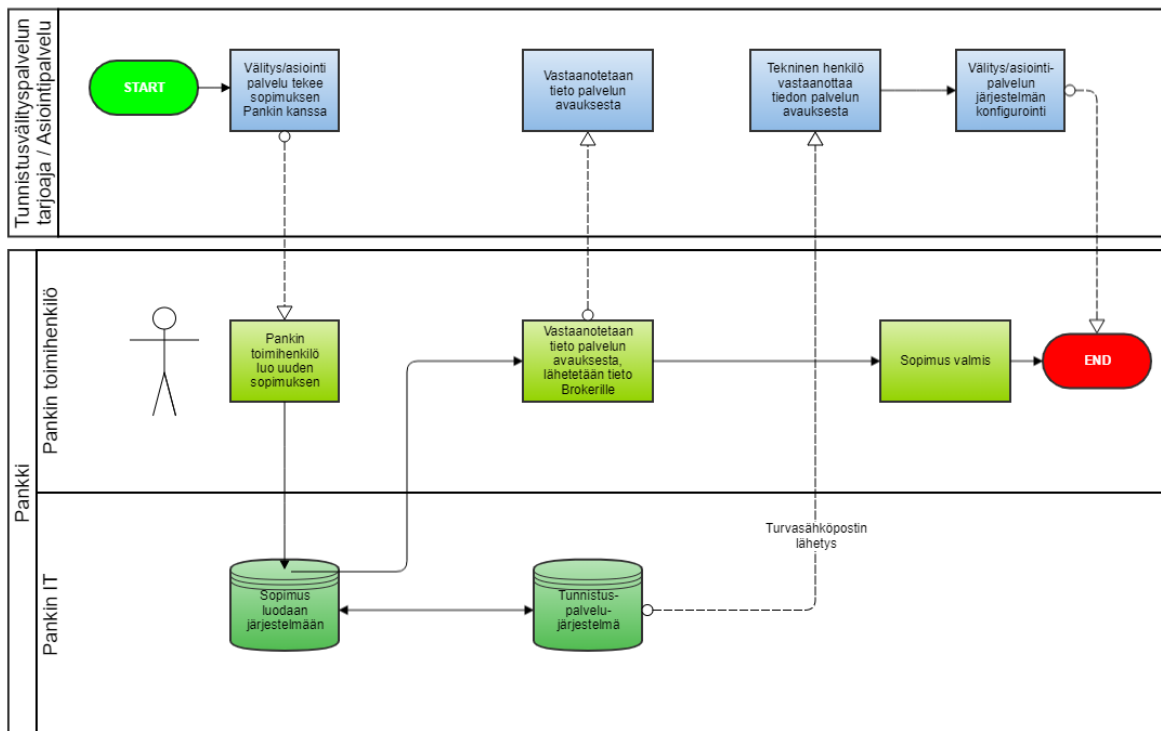 Tunnistusvälityspalvelun
tarjoaja / Asiointipalvelu
START
Välitys/asiointi
palvelu tekee
sopimuksen
Pankin kanssa
Vastaanotetaan
tieto palvelun
avauksesta
Tekninen henkilö
vastaanottaa
tiedon palvelun
avauksesta
Välitys/asiointi-
palvelun
järjestelmän
konfigurointi
Pankki
Pankin toimihenkilö
Pankin
toimihenkilö
luo uuden
sopimuksen
Vastaanotetaan
tieto palvelun
avauksesta,
lähetetään tieto
Brokerille
Sopimus valmis
END
Pankin IT
Sopimus
luodaan
järjestelmään
Tunnistus-
palvelu-
järjestelmä
Turvasähköpostin
lähetys